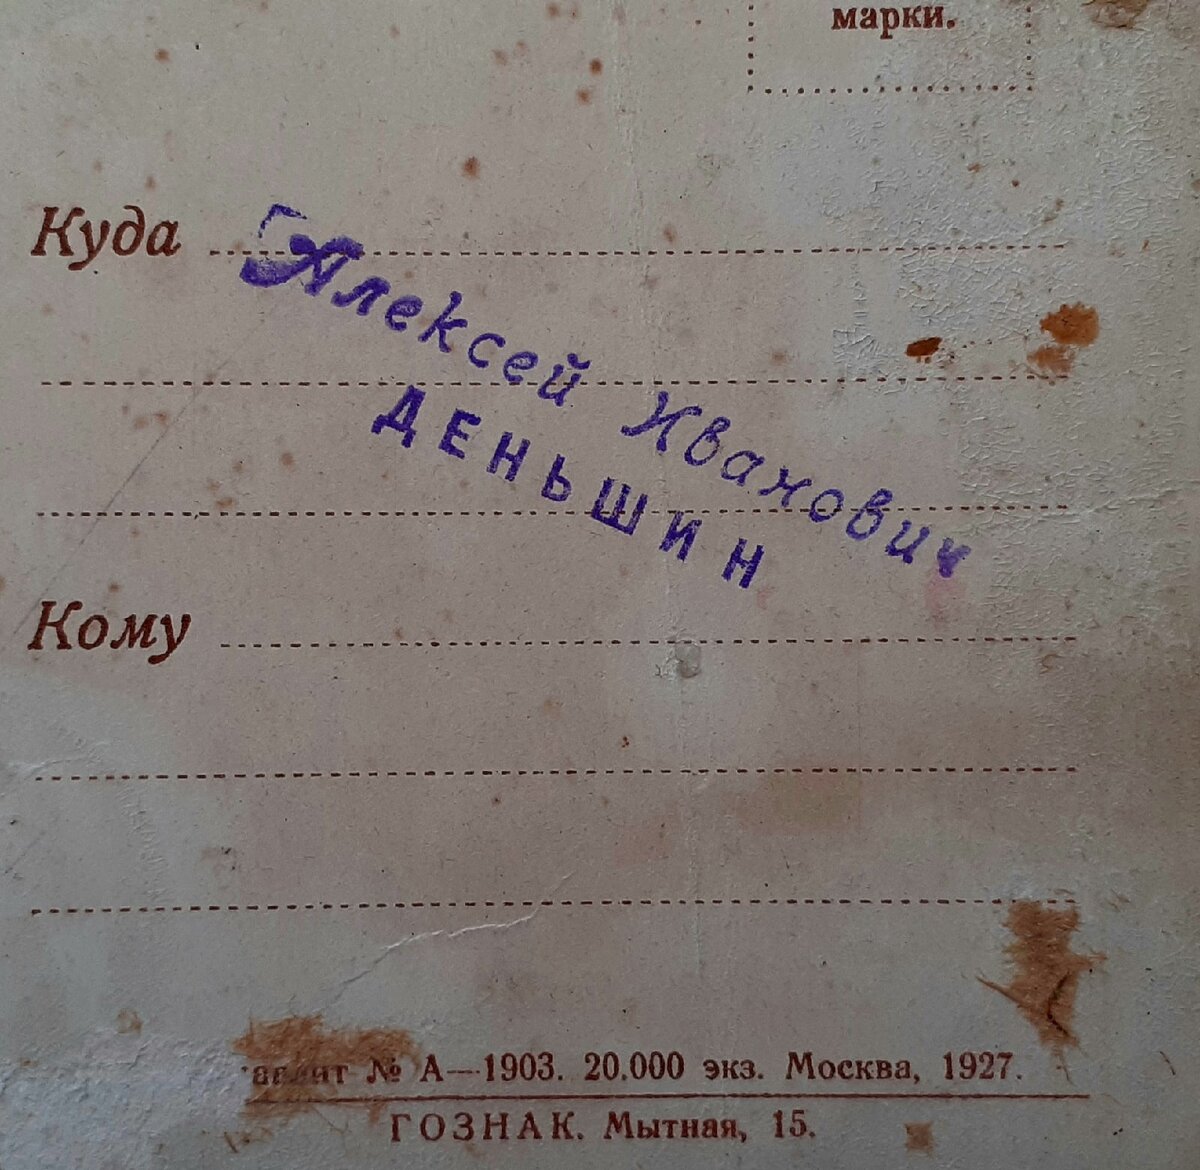 марки.
Куда
Алексей Иванович
ДЕНЬШИН
Кому
№ А—1903. 20.000 экз. Москва, 1927.
ГОЗНАК. Мытная, 15.